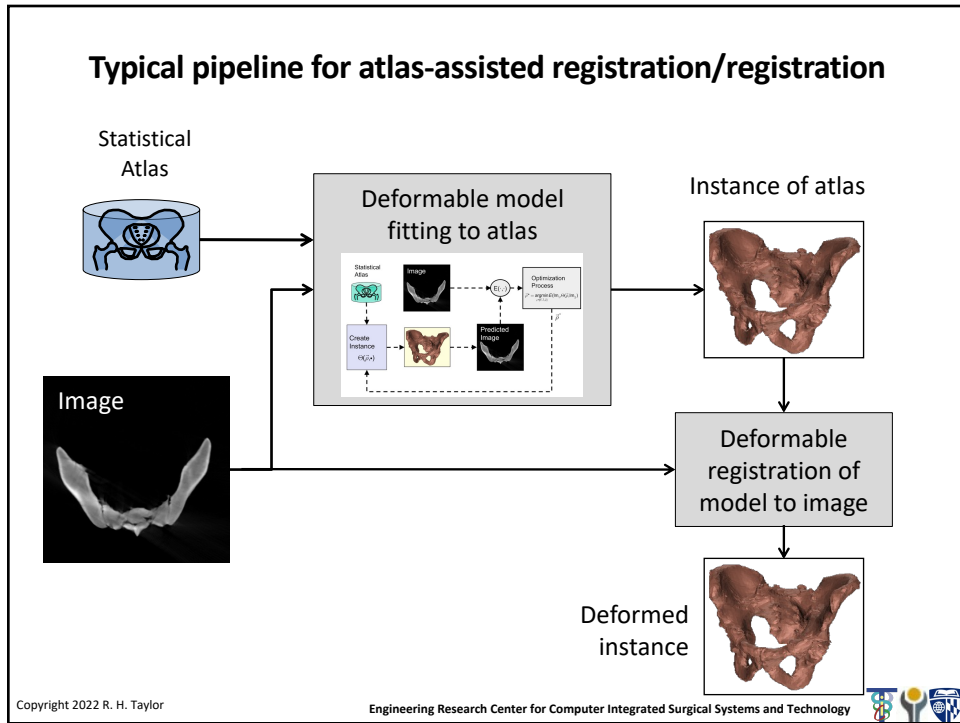 Typical pipeline for atlas-assisted registration/registration
Statistical
Atlas
Deformable model
fitting to atlas
Instance of atlas
Statistical
Atlas
Image
E(·,·)
Optimization
Process
Create
Instance
Predicted
Image
Image
Deformable
registration of
model to image
Deformed
instance
Copyright 2022 R. H. Taylor
Engineering Research Center for Computer Integrated Surgical Systems and Technology